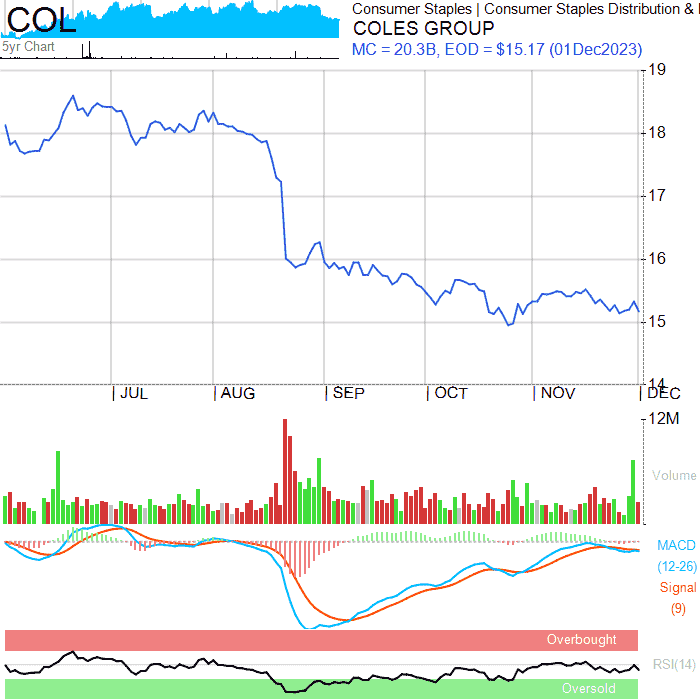 COL
5yr Chart
Consumer Staples | Consumer Staples Distribution &
COLES GROUP
MC = 20.3B, EOD = $15.17 (01Dec2023)
19
18
17
16
15
14
JUL AUG SEP OCT NOV DEC
12M
Volume
MACD
(12-26)
Signal
(9)
Overbought
RSI(14)
Oversold